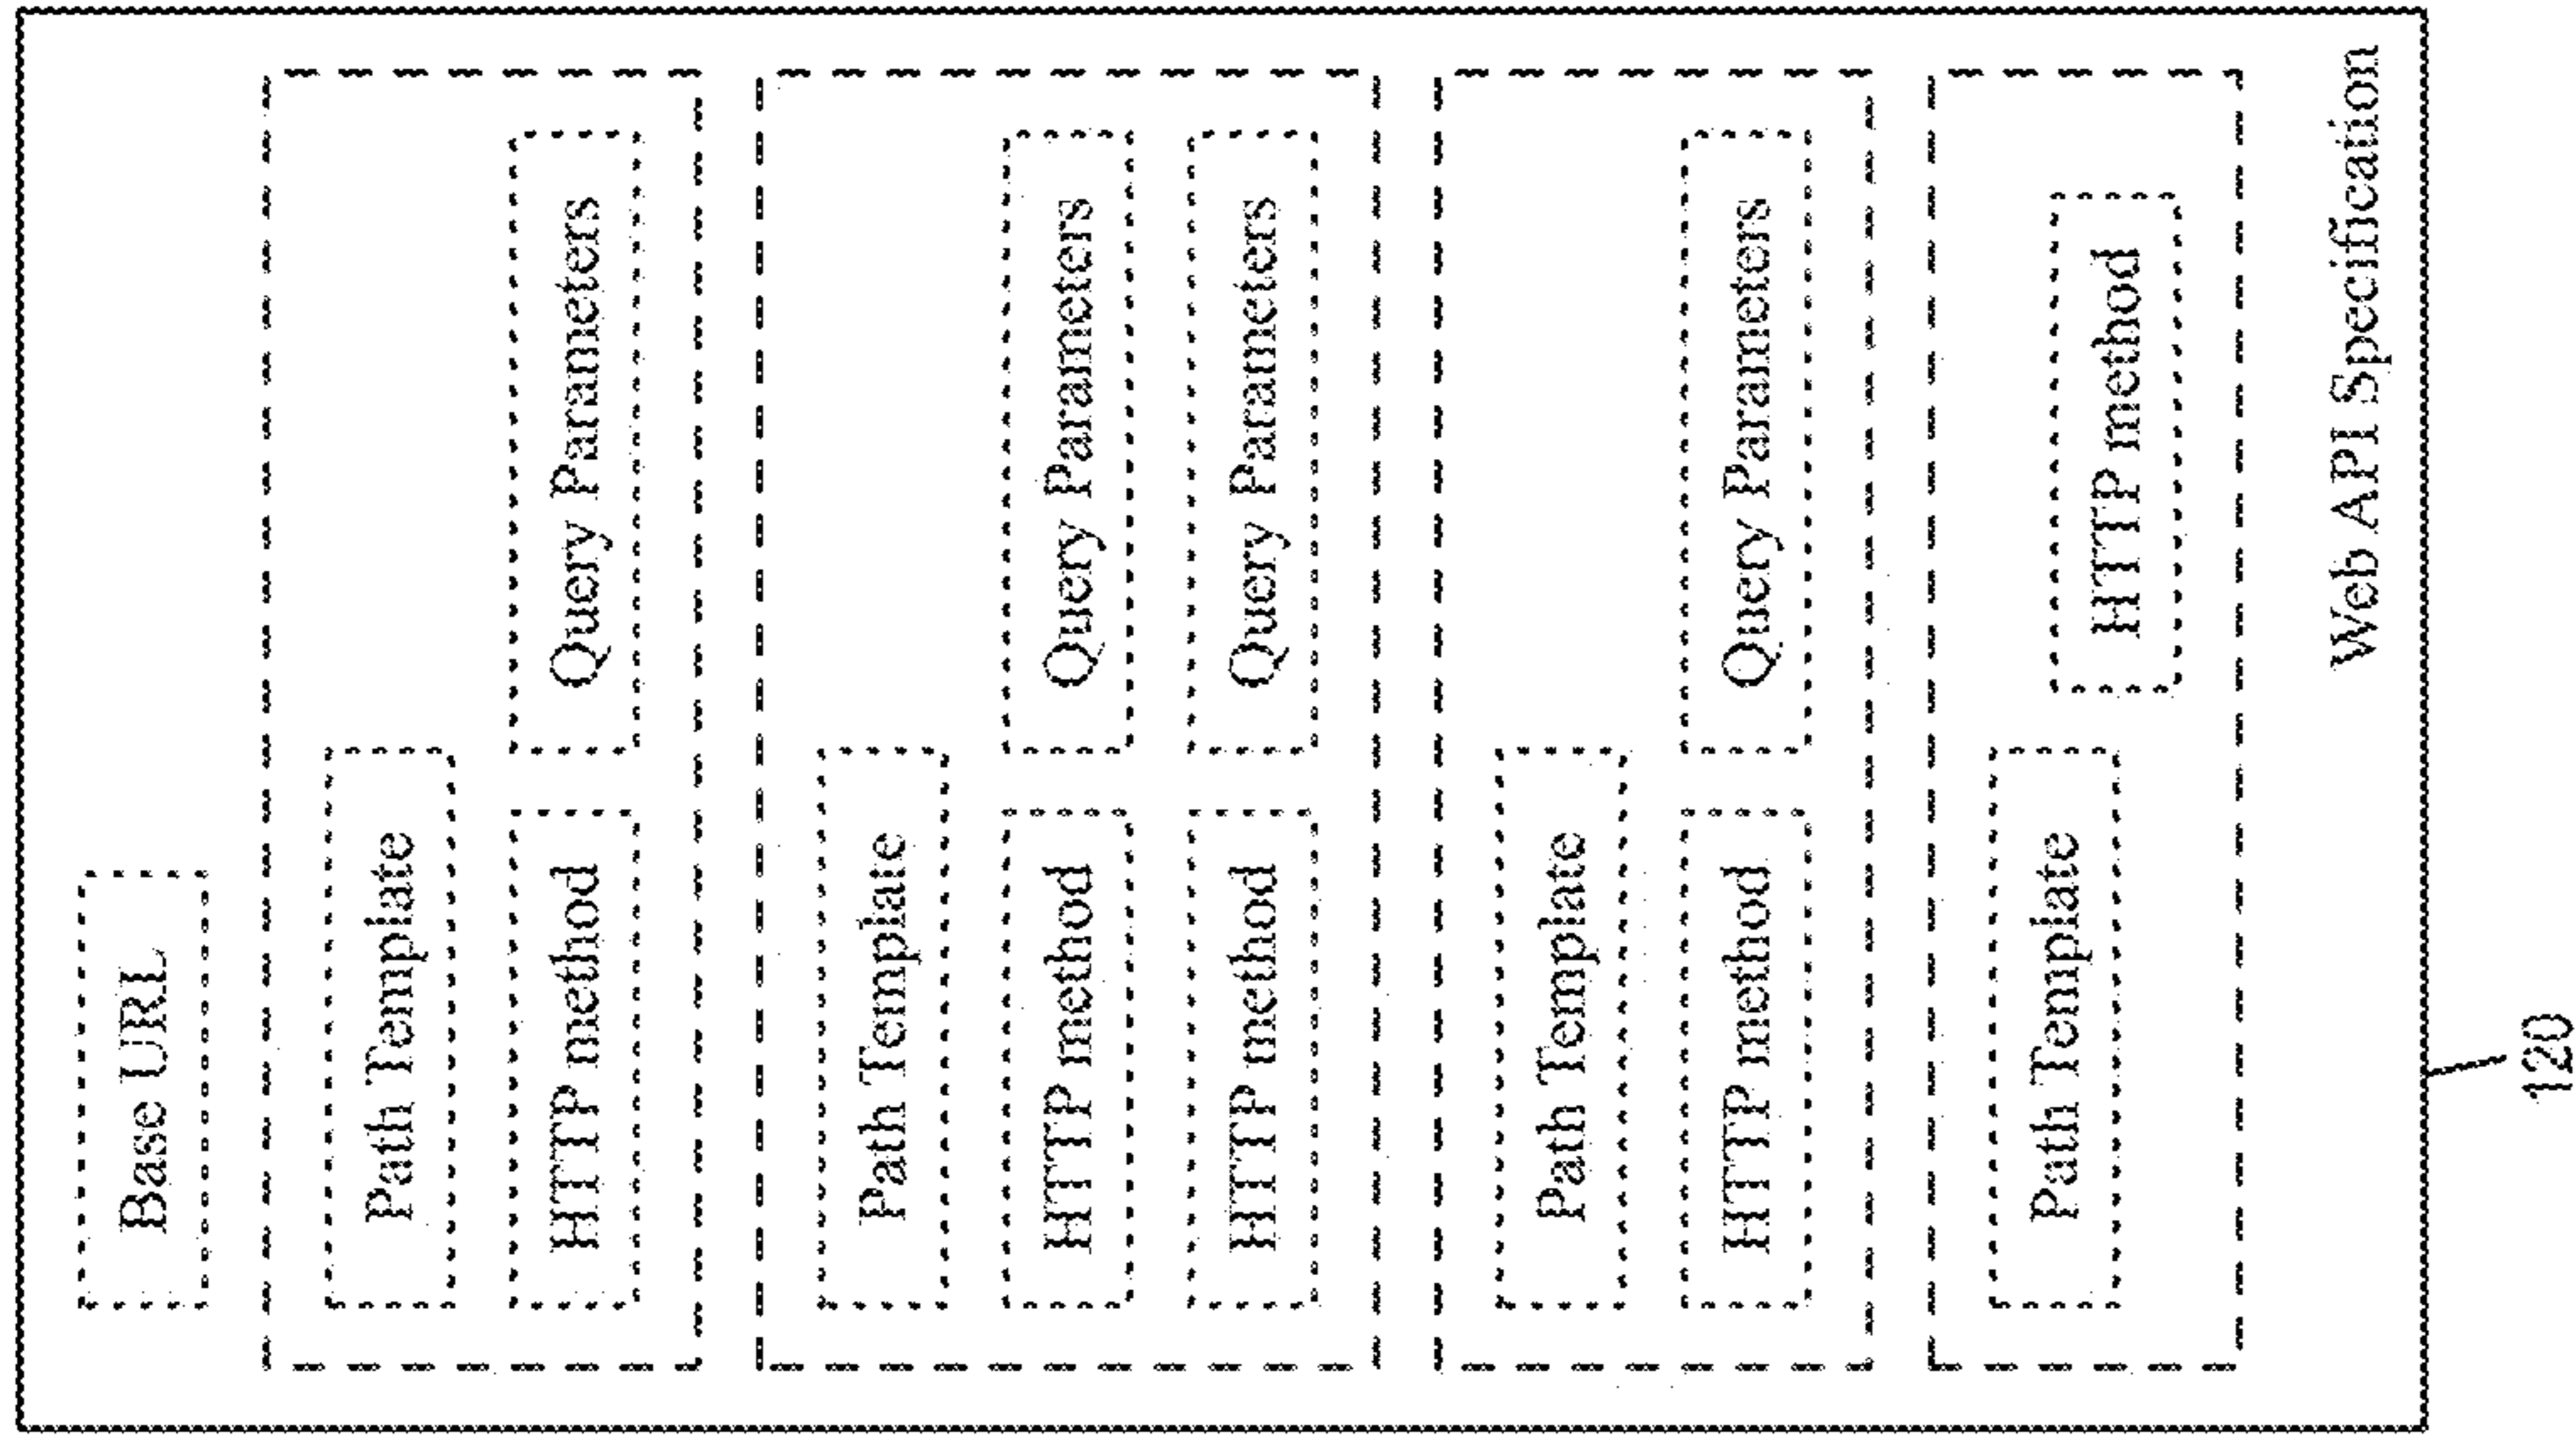 Base URL
Path Template
HTTP method
Query Parameters
Path Template
HTTP method
Query Parameters
HTTP method
Query Parameters
Path Template
HTTP method
Query Parameters
Path Template
HTTP method
Web API Specification
120